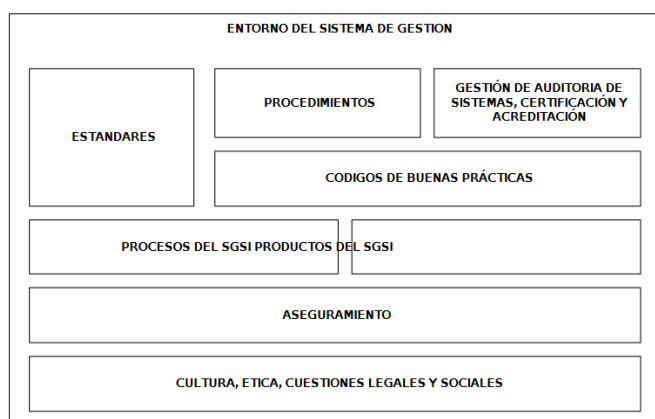 ENTORNO DEL SISTEMA DE GESTION
ESTANDARES
PROCEDIMIENTOS
GESTIÓN DE AUDITORIA DE
SISTEMAS, CERTIFICACIÓN Y
ACREDITACIÓN
CODIGOS DE BUENAS PRÁCTICAS
PROCESOS DEL SGSI PRODUCTOS DEL SGSI
ASEGURAMIENTO
CULTURA, ETICA, CUESTIONES LEGALES Y SOCIALES